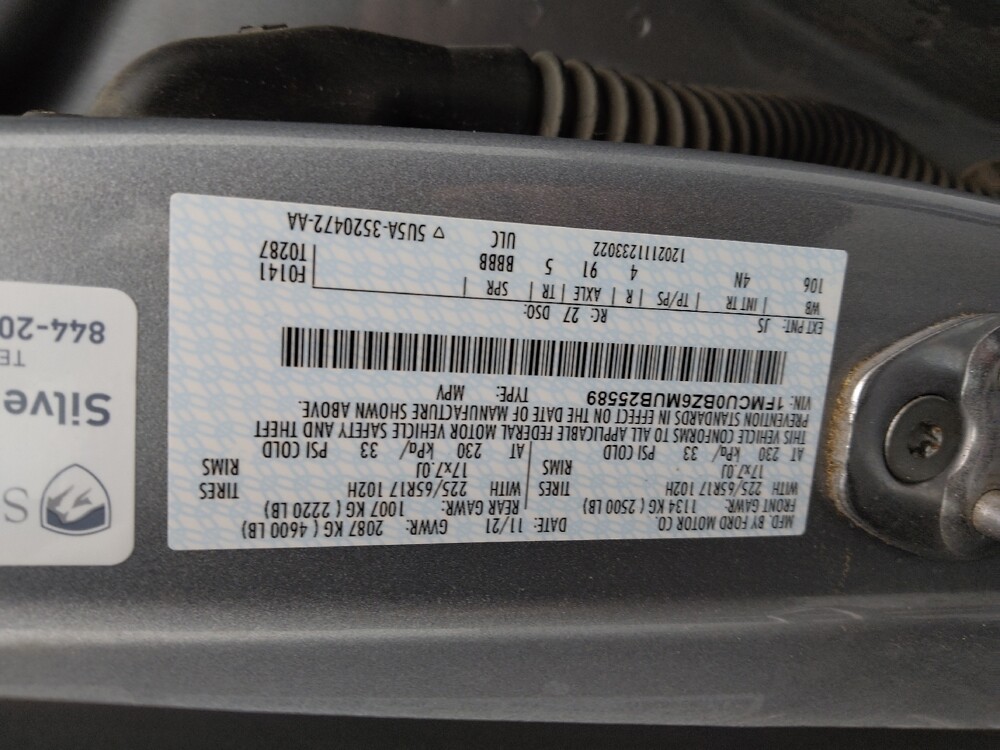 MFD. BY FORD MOTOR CO.
DATE: 11/21 GVWR: 2087 KG ( 4600 LB)
FRONT GAWR: 1134 KG ( 2500 LB) REAR GAWR: 1007 KG ( 2220 LB)
WITH 225/65R17 102H TIRES WITH 225/65R17 102H TIRES
17x7.0J RIMS 17x7.0J RIMS
AT 230 kPa/ 33 PSI COLD AT 230 kPa/ 33 PSI COLD
THIS VEHICLE CONFORMS TO ALL APPLICABLE FEDERAL MOTOR VEHICLE SAFETY AND THEFT
PREVENTION STANDARDS IN EFFECT ON THE DATE OF MANUFACTURE SHOWN ABOVE.
VIN: 1FMCU0BZ6MUB25589 TYPE: MPV
EXT PNT: JS RC: 27 DSO:
WB | INT TR | TP/PS | R | AXLE | TR | SPR
F0141
T0287
106 4N 4 91 5 BBBB
1202111233022 ULC
▽ 5U5A-3520472-AA
S
Silve
TE
844-20